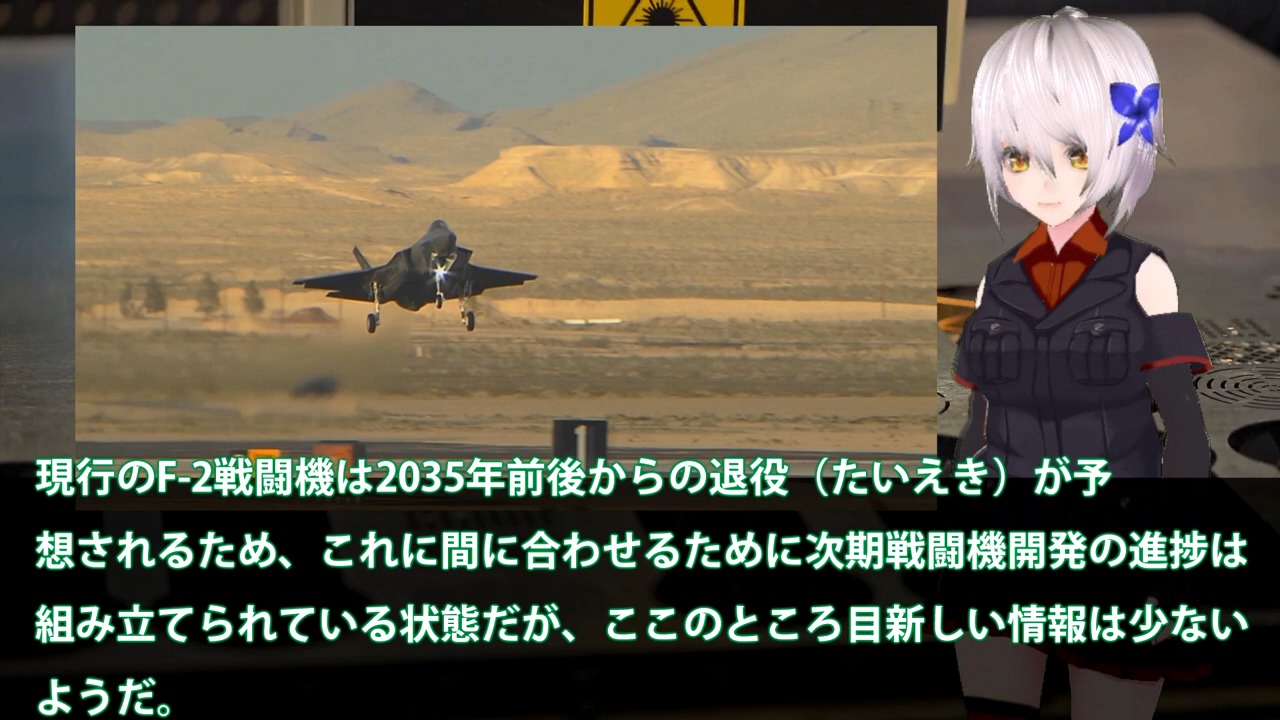 1
現行のF-2戦闘機は2035年前後からの退役（たいえき）が予
想されるため、これに間に合わせるために次期戦闘機開発の進捗は
組み立てられている状態だが、ここのところ目新しい情報は少ない
ようだ。